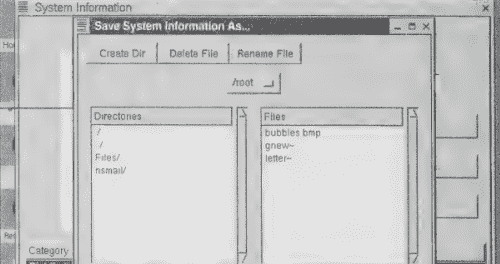 System Information
Save System Information As...
Create Dir Delete File Rename File
/root
Directories Files
/
/
Files/
nsmail/
bubbles bmp
gnew~
letter~
Category